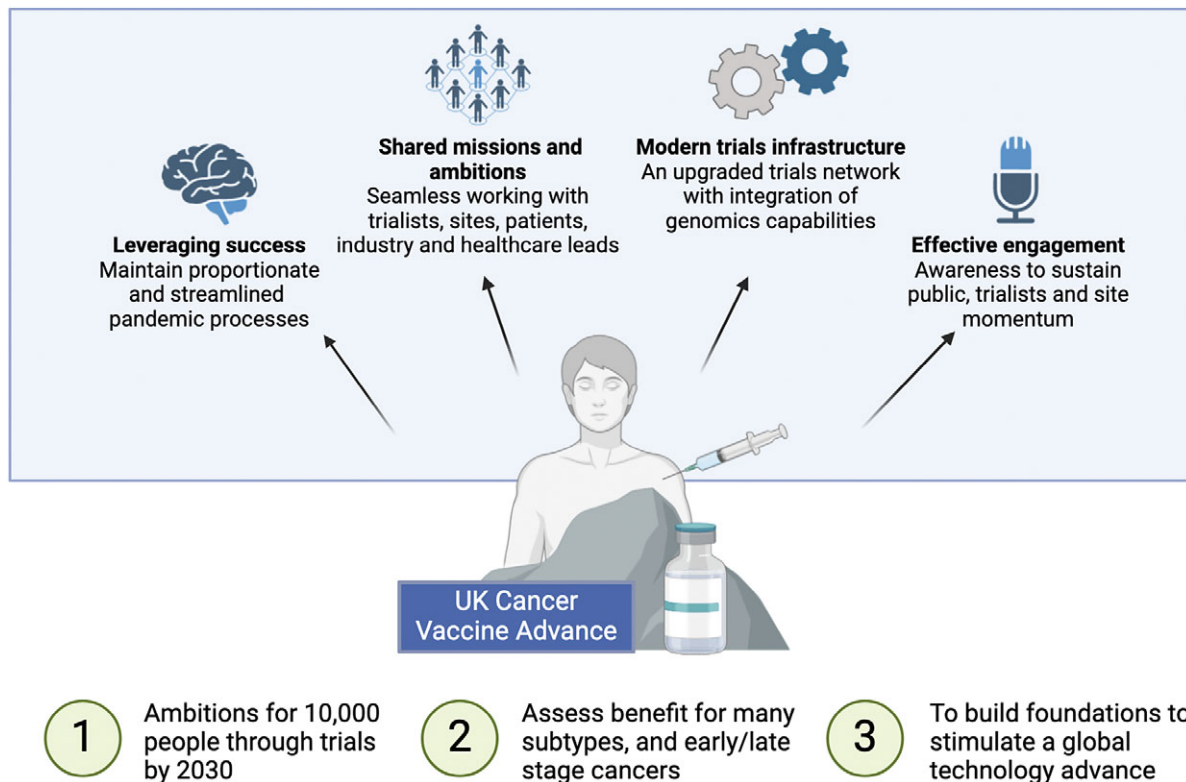 Leveraging success
Maintain proportionate
and streamlined
pandemic processes
Shared missions and
ambitions
Seamless working with
trialists, sites, patients,
industry and healthcare leads
Modern trials infrastructure
An upgraded trials network
with integration of
genomics capabilities
Effective engagement
Awareness to sustain
public, trialists and site
momentum
UK Cancer
Vaccine Advance
1
Ambitions for 10,000
people through trials
by 2030
2
Assess benefit for many
subtypes, and early/late
stage cancers
3
To build foundations to
stimulate a global
technology advance